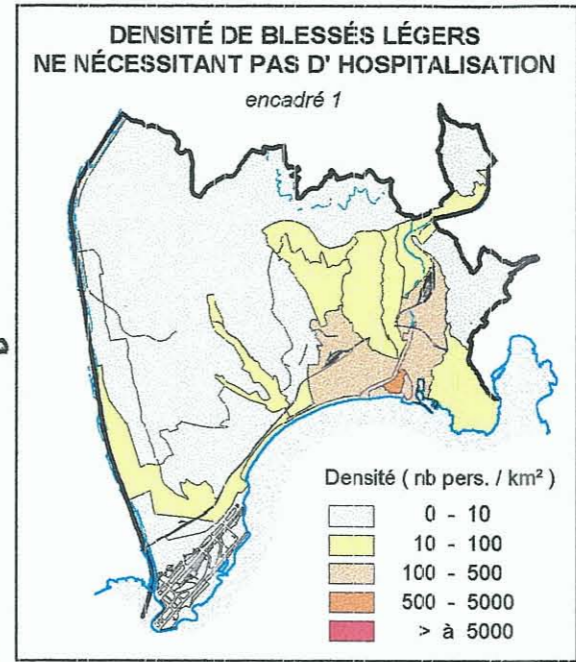 DENSITÉ DE BLESSÉS LÉGERS
NE NÉCESSITANT PAS D' HOSPITALISATION
encadré 1
Densité ( nb pers. / km² )
0 - 10
10 - 100
100 - 500
500 - 5000
> à 5000